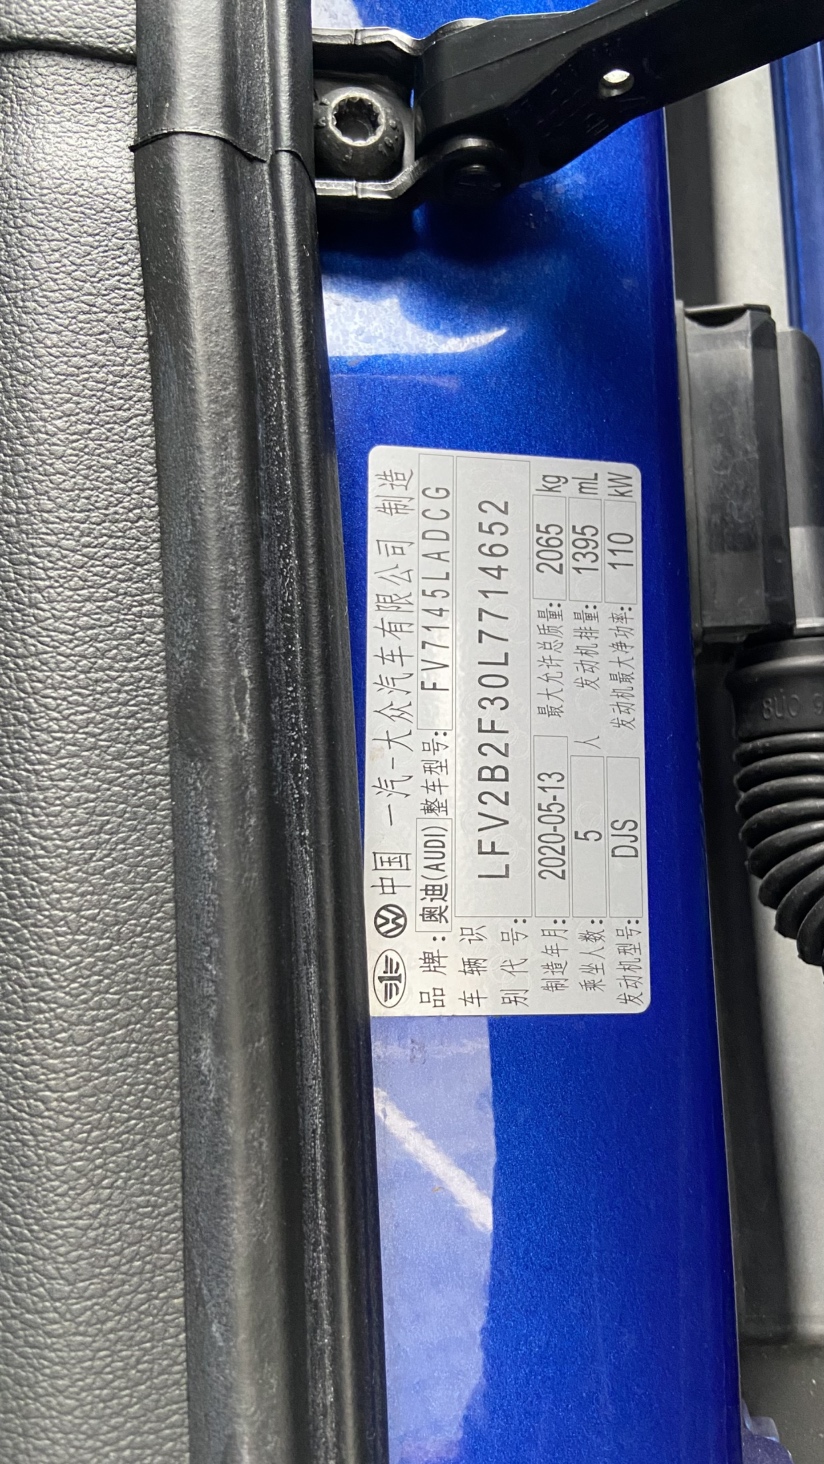 中国 一汽-大众汽车有限公司 制造
品牌: 奥迪(AUDI) 整车型号: FV7145LADCG
车辆识别代号: LFV2B2F30L7714652
制造年月: 2020-05-13 最大允许总质量: 2065 kg
乘坐人数: 5 人 发动机排量: 1395 mL
发动机型号: DJS 发动机最大净功率: 110 kW